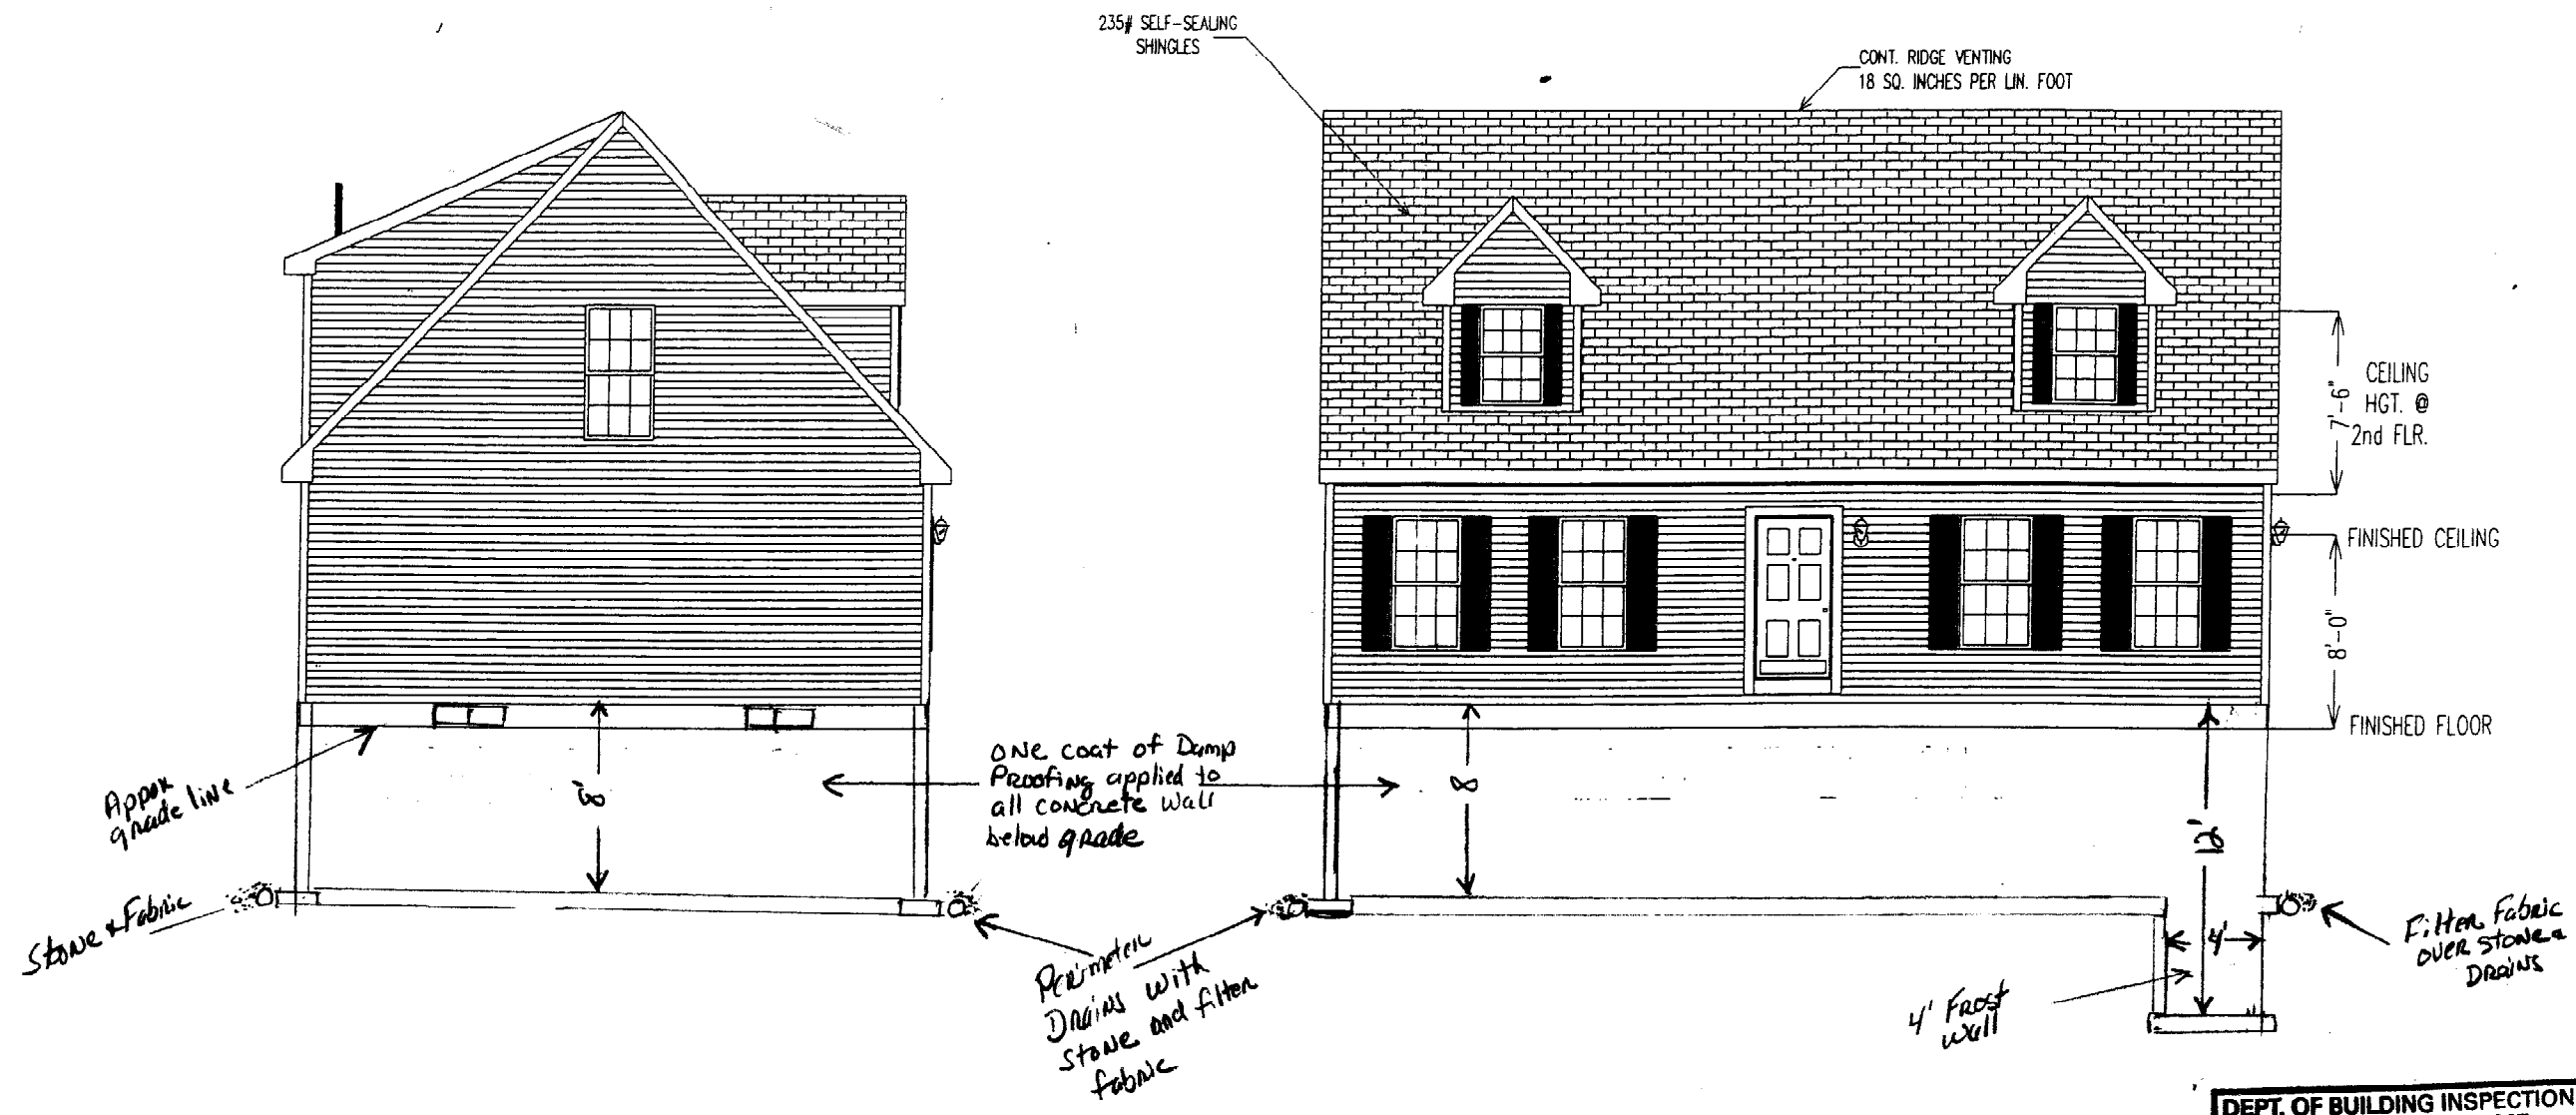 235# SELF-SEALING
SHINGLES
CONT. RIDGE VENTING
18 SQ. INCHES PER LIN. FOOT
CEILING
HGT. @
2nd FLR.
7'-6"
FINISHED CEILING
8'-0"
FINISHED FLOOR
Appox
grade line
8'
ONE coat of Damp
Proofing applied to
all concrete wall
below grade
8
12'
Stone & Fabric
Perimeter
Drains with
stone and filter
fabric
4'
4' Frost
wall
Filter Fabric
over stone &
Drains
DEPT. OF BUILDING INSPECTION